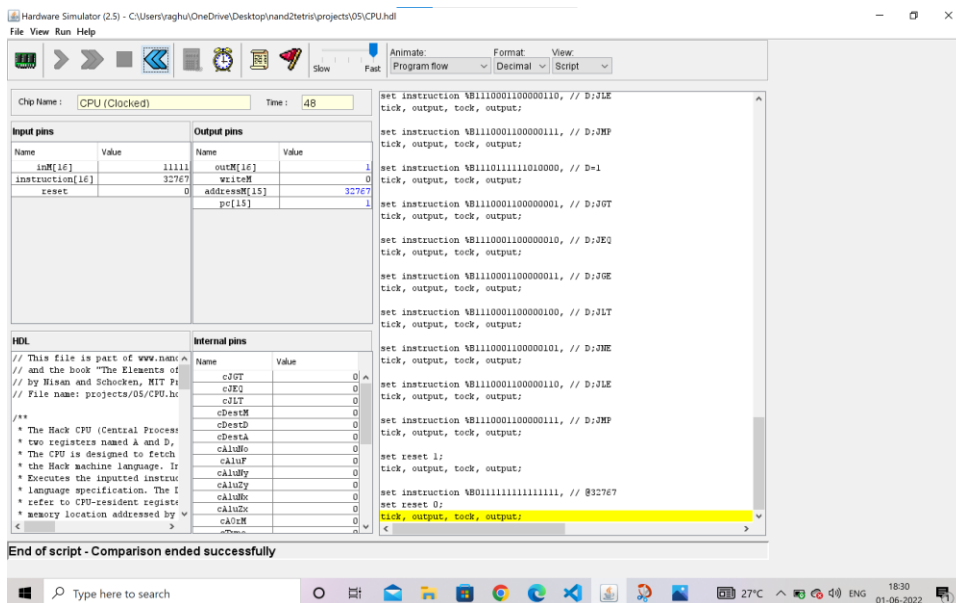 Hardware Simulator (2.5) - C:\Users\raghu\OneDrive\Desktop\nand2tetris\projects\05\CPU.hdl
File View Run Help
Slow Fast
Animate: Format: View:
Program flow Decimal Script
Chip Name : CPU (Clocked) Time : 48
Input pins
Name Value
inM[16] 11111
instruction[16] 32767
reset 0
Output pins
Name Value
outM[16] 1
writeM 0
addressM[15] 32767
pc[15] 1
HDL
// This file is part of www.nand
// and the book "The Elements of
// by Nisan and Schocken, MIT Pr
// File name: projects/05/CPU.hd
/**
* The Hack CPU (Central Process
* two registers named A and D,
* The CPU is designed to fetch
* the Hack machine language. In
* Executes the inputted instruc
* language specification. The D
* refer to CPU-resident registe
* memory location addressed by
Internal pins
Name Value
cJGT 0
cJEQ 0
cJLT 0
cDestM 0
cDestD 0
cDestA 0
cAluNo 0
cAluF 0
cAluNy 0
cAluZy 0
cAluNx 0
cAluZx 0
cAOrM 0
set instruction %B1110001100000110, // D;JLE
tick, output, tock, output;
set instruction %B1110001100000111, // D;JMP
tick, output, tock, output;
set instruction %B1110111111010000, // D=1
tick, output, tock, output;
set instruction %B1110001100000001, // D;JGT
tick, output, tock, output;
set instruction %B1110001100000010, // D;JEQ
tick, output, tock, output;
set instruction %B1110001100000011, // D;JGE
tick, output, tock, output;
set instruction %B1110001100000100, // D;JLT
tick, output, tock, output;
set instruction %B1110001100000101, // D;JNE
tick, output, tock, output;
set instruction %B1110001100000110, // D;JLE
tick, output, tock, output;
set instruction %B1110001100000111, // D;JMP
tick, output, tock, output;
set reset 1;
tick, output, tock, output;
set instruction %B0111111111111111, // @32767
set reset 0;
tick, output, tock, output;
End of script - Comparison ended successfully
Type here to search
27°C ENG 18:30
01-06-2022